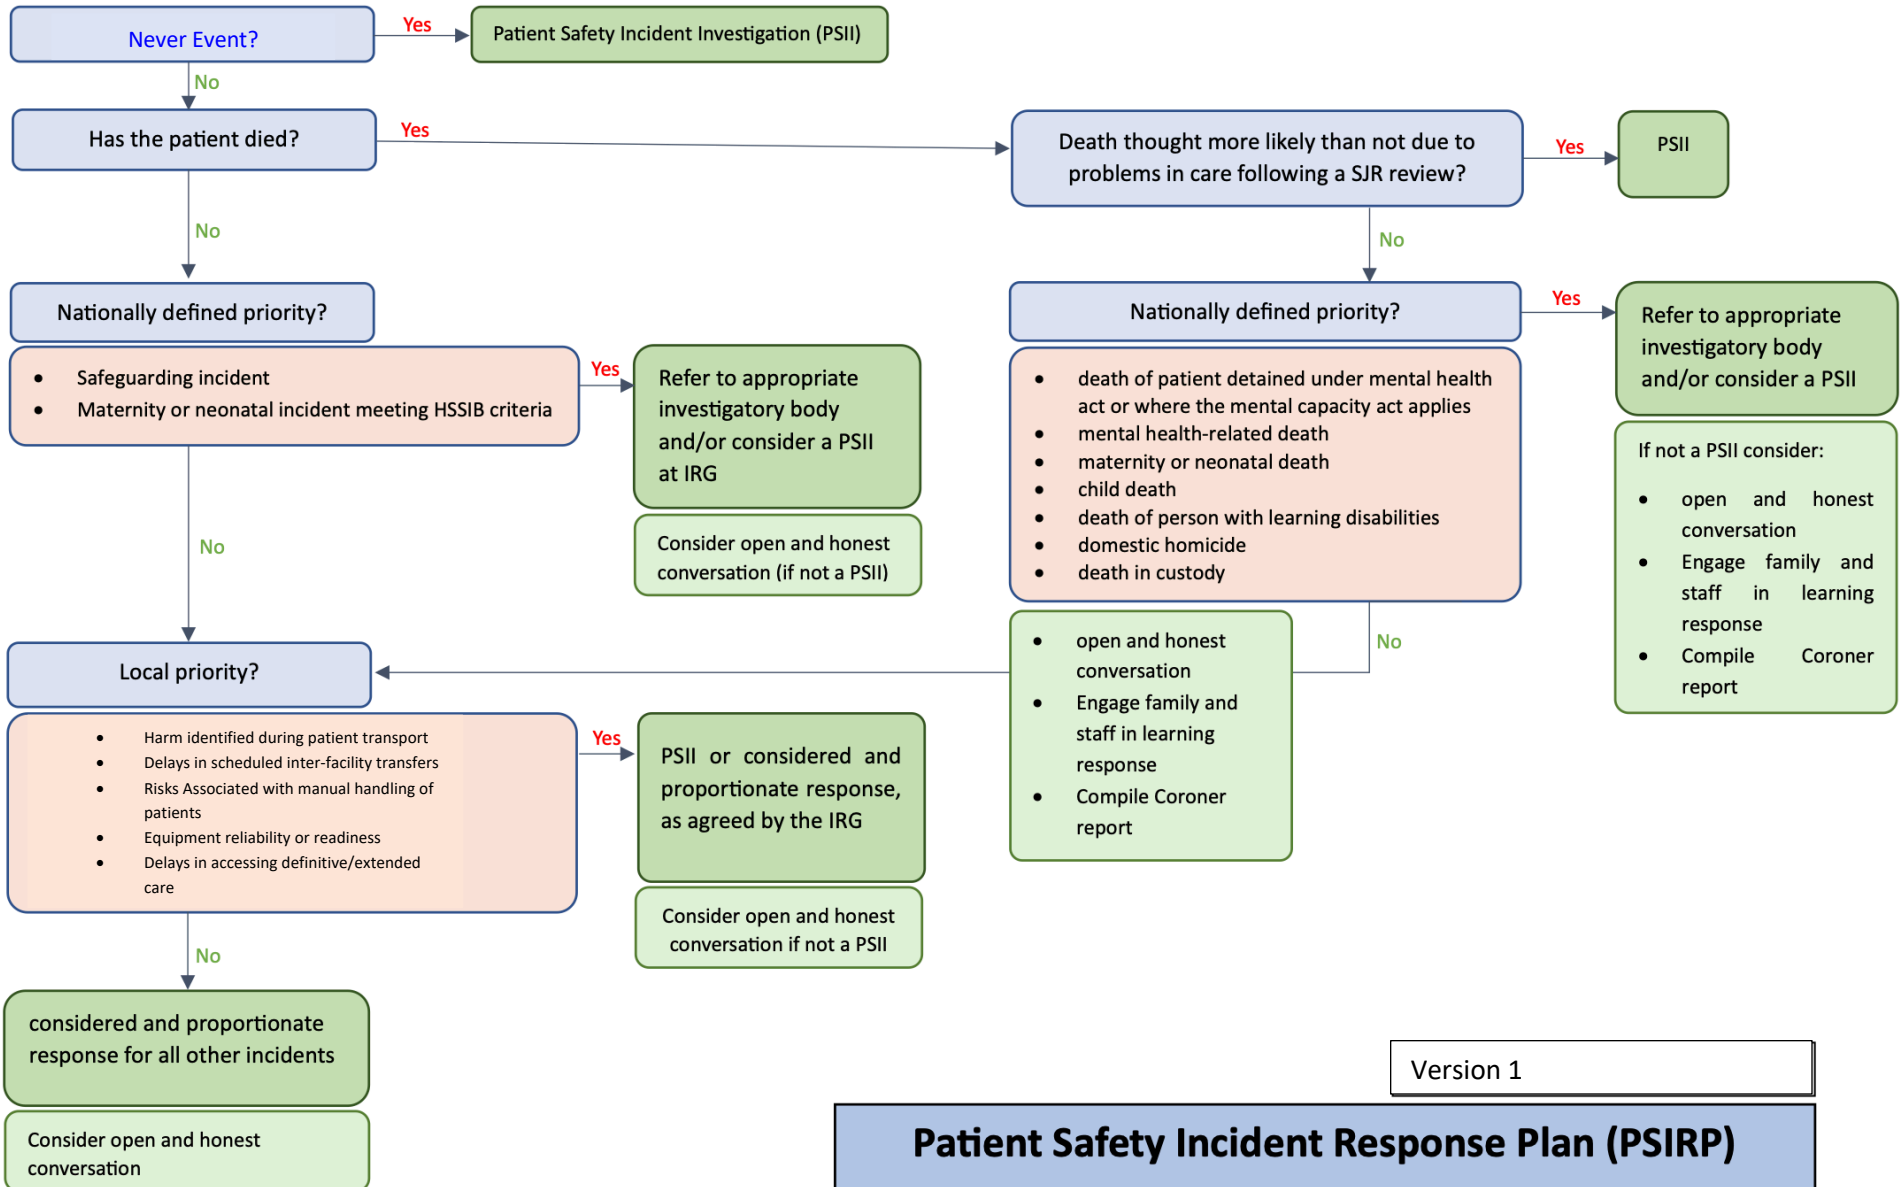 Never Event?
Yes
Patient Safety Incident Investigation (PSII)
No
Has the patient died?
Yes
Death thought more likely than not due to
problems in care following a SJR review?
Yes
PSII
No
No
Nationally defined priority?
• Safeguarding incident
• Maternity or neonatal incident meeting HSSIB criteria
Yes
Refer to appropriate
investigatory body
and/or consider a PSII
at IRG
Consider open and honest
conversation (if not a PSII)
Nationally defined priority?
Yes
Refer to appropriate
investigatory body
and/or consider a PSII
• death of patient detained under mental health
act or where the mental capacity act applies
• mental health-related death
• maternity or neonatal death
• child death
• death of person with learning disabilities
• domestic homicide
• death in custody
If not a PSII consider:
• open and honest
conversation
• Engage family and
staff in learning
response
• Compile Coroner
report
No
No
• open and honest
conversation
• Engage family and
staff in learning
response
• Compile Coroner
report
Local priority?
• Harm identified during patient transport
• Delays in scheduled inter-facility transfers
• Risks Associated with manual handling of
patients
• Equipment reliability or readiness
• Delays in accessing definitive/extended
care
Yes
PSII or considered and
proportionate response,
as agreed by the IRG
Consider open and honest
conversation if not a PSII
No
considered and proportionate
response for all other incidents
Consider open and honest
conversation
Version 1
Patient Safety Incident Response Plan (PSIRP)